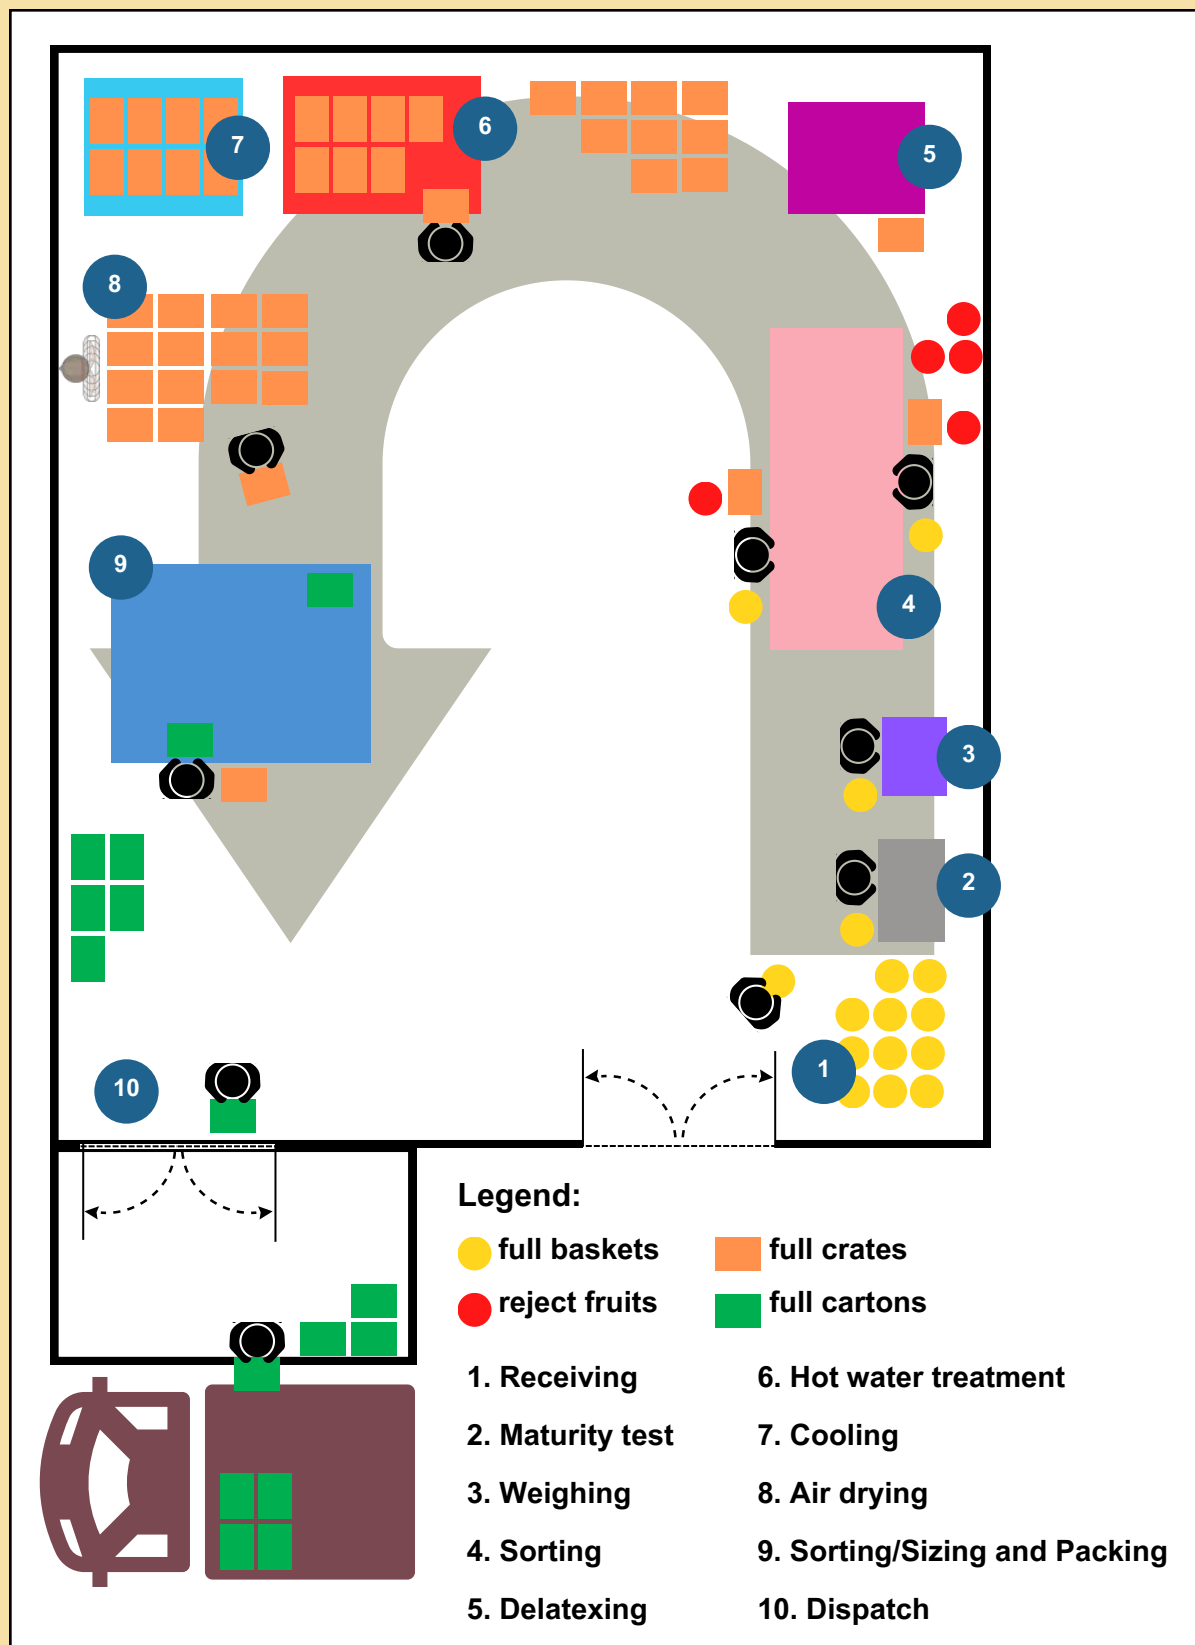 7
6
5
8
9
4
3
2
1
10
Legend:
full baskets
full crates
reject fruits
full cartons
1. Receiving
2. Maturity test
3. Weighing
4. Sorting
5. Delatexing
6. Hot water treatment
7. Cooling
8. Air drying
9. Sorting/Sizing and Packing
10. Dispatch